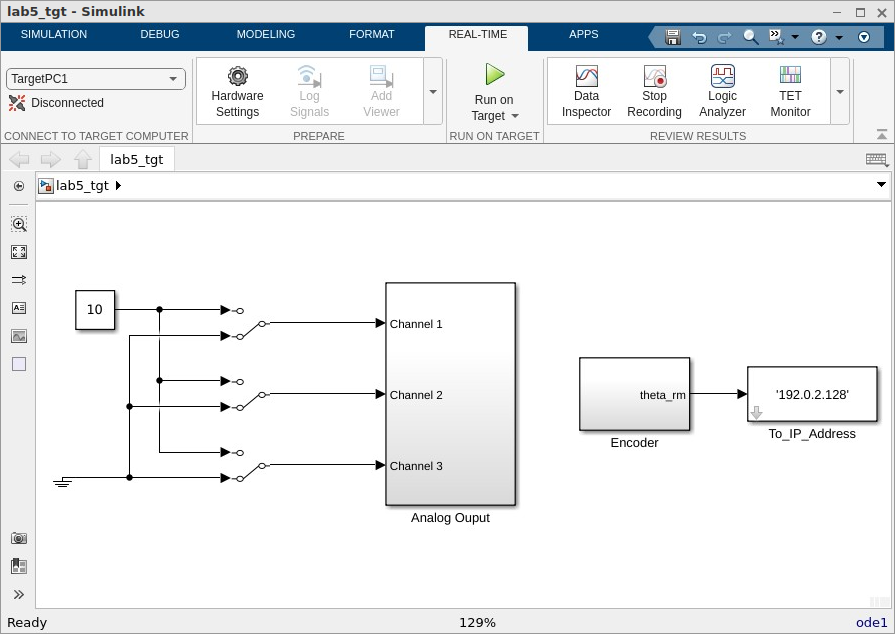 lab5_tgt - Simulink
SIMULATION DEBUG MODELING FORMAT REAL-TIME APPS
TargetPC1
Disconnected
CONNECT TO TARGET COMPUTER
Hardware
Settings
Log
Signals
Add
Viewer
PREPARE
Run on
Target
RUN ON TARGET
Data
Inspector
Stop
Recording
Logic
Analyzer
TET
Monitor
REVIEW RESULTS
lab5_tgt
lab5_tgt
10
Channel 1
Channel 2
Channel 3
Analog Ouput
theta_rm
Encoder
'192.0.2.128'
To_IP_Address
Ready 129% ode1